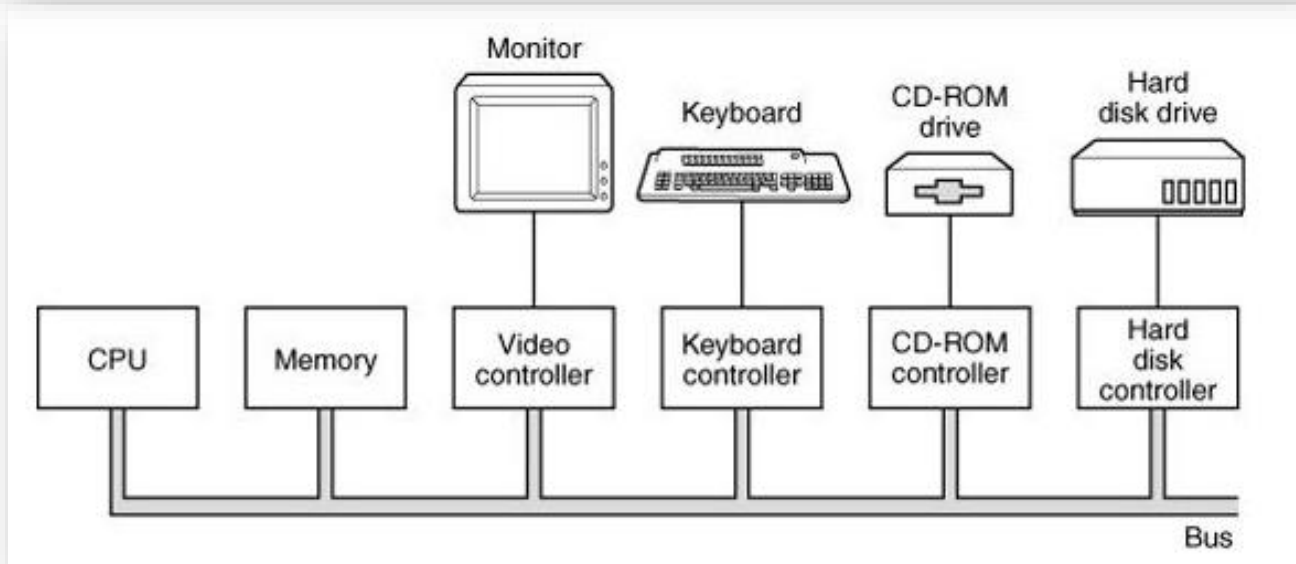 Monitor
Keyboard
CD-ROM
drive
Hard
disk drive
CPU
Memory
Video
controller
Keyboard
controller
CD-ROM
controller
Hard
disk
controller
Bus